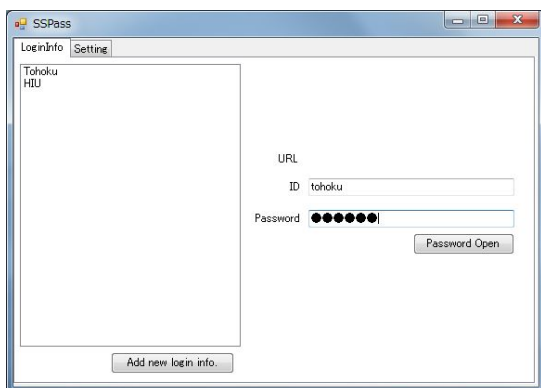 SSPass
LoginInfo Setting
Tohoku
HIU
URL
ID tohoku
Password ●●●●●●
Password Open
Add new login info.